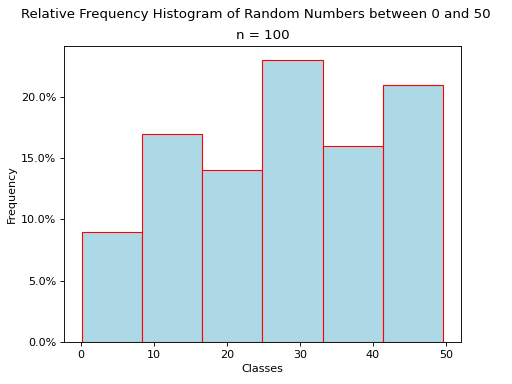 Relative Frequency Histogram of Random Numbers between 0 and 50
n = 100
20.0%
15.0%
10.0%
5.0%
0.0%
Frequency
0 10 20 30 40 50
Classes